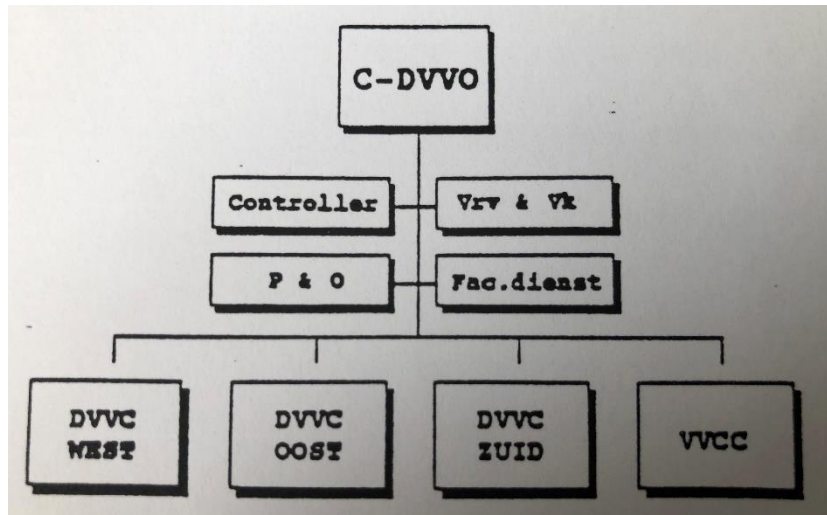 C-DVVO
Controller
Vrv & Vk
P & O
Fac.dienst
DVVC
WEST
DVVC
OOST
DVVC
ZUID
VVCC